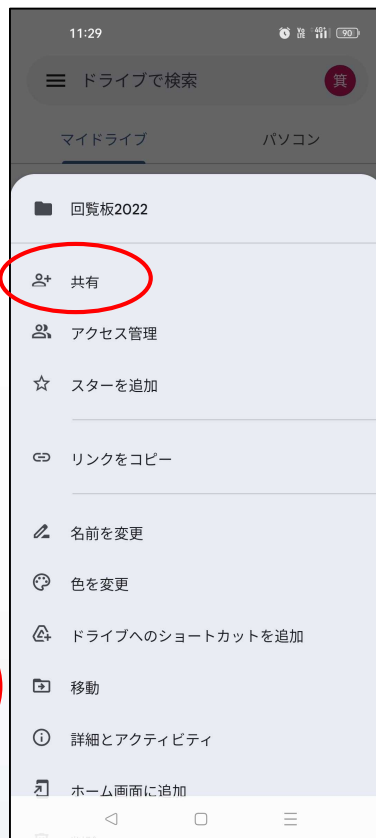 11:29
90
ドライブで検索
箕
マイドライブ
パソコン
回覧板2022
共有
アクセス管理
スターを追加
リンクをコピー
名前を変更
色を変更
ドライブへのショートカットを追加
移動
詳細とアクティビティ
ホーム画面に追加